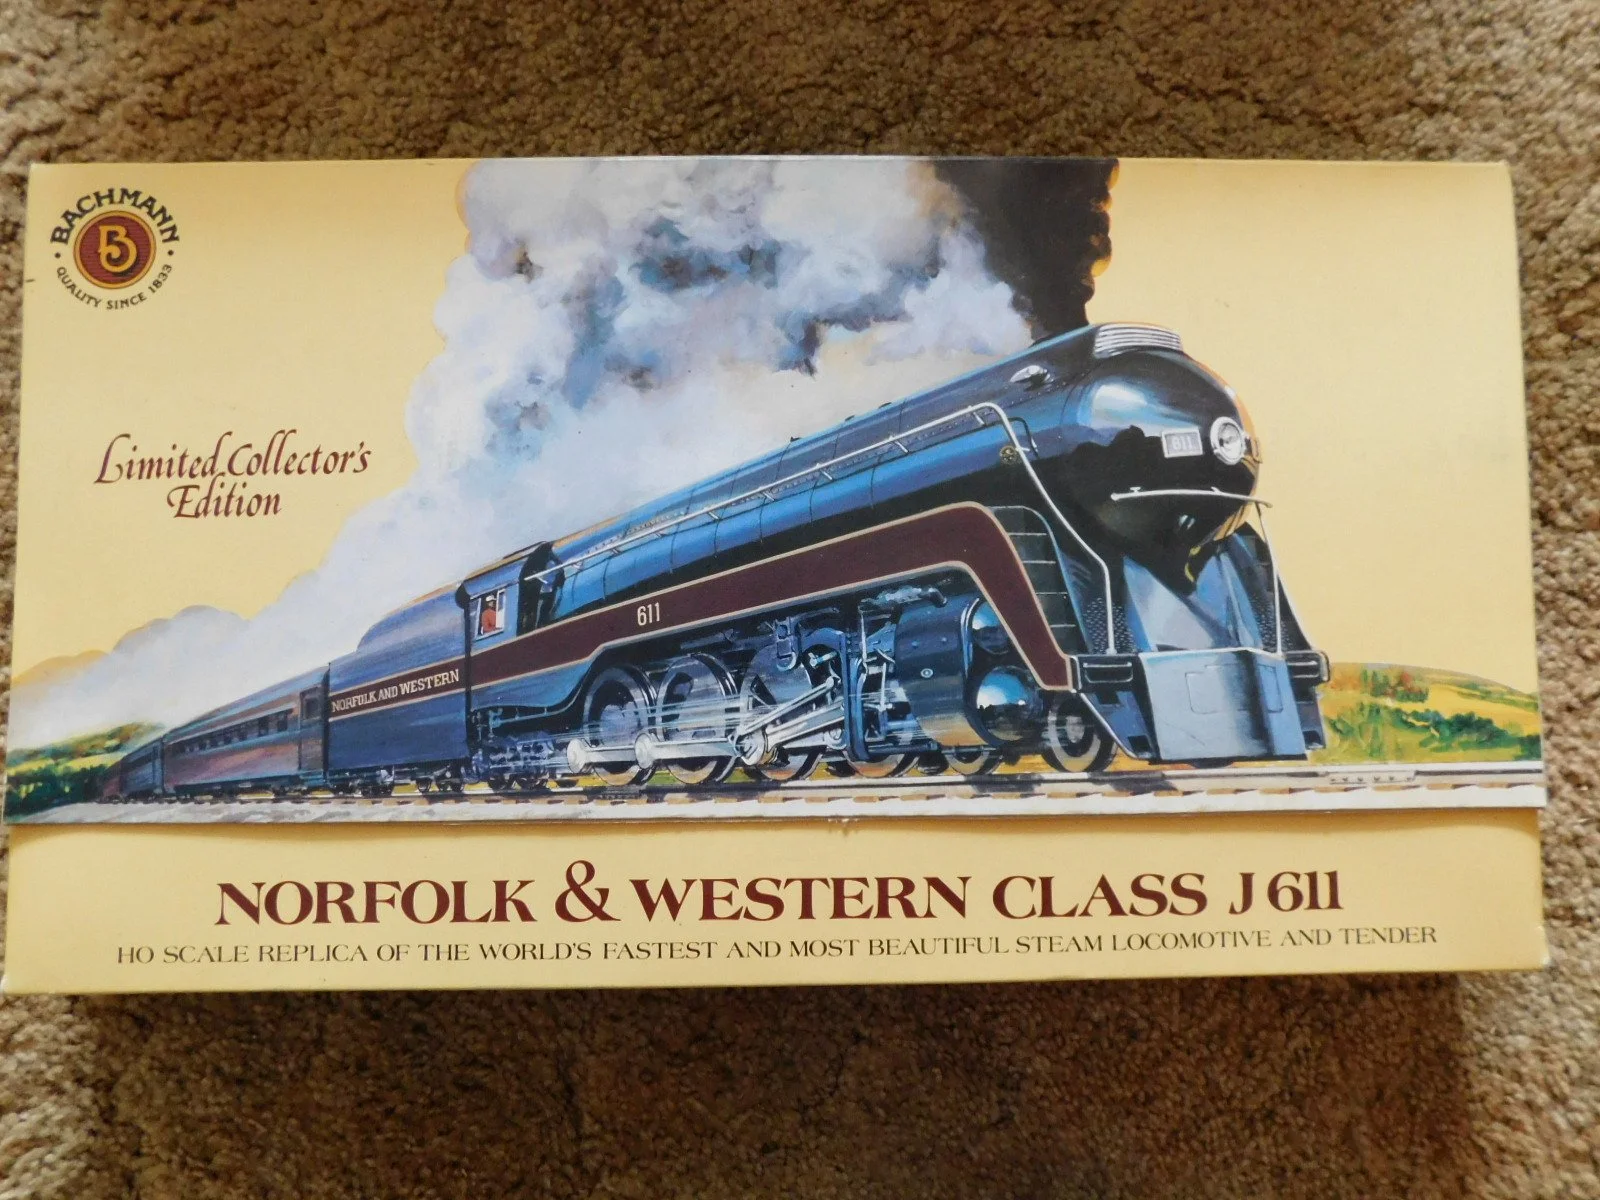 BACHMANN
B
QUALITY SINCE 1833
Limited Collector's
Edition
611
611
NORFOLK AND WESTERN
NORFOLK & WESTERN CLASS J 611
HO SCALE REPLICA OF THE WORLD'S FASTEST AND MOST BEAUTIFUL STEAM LOCOMOTIVE AND TENDER